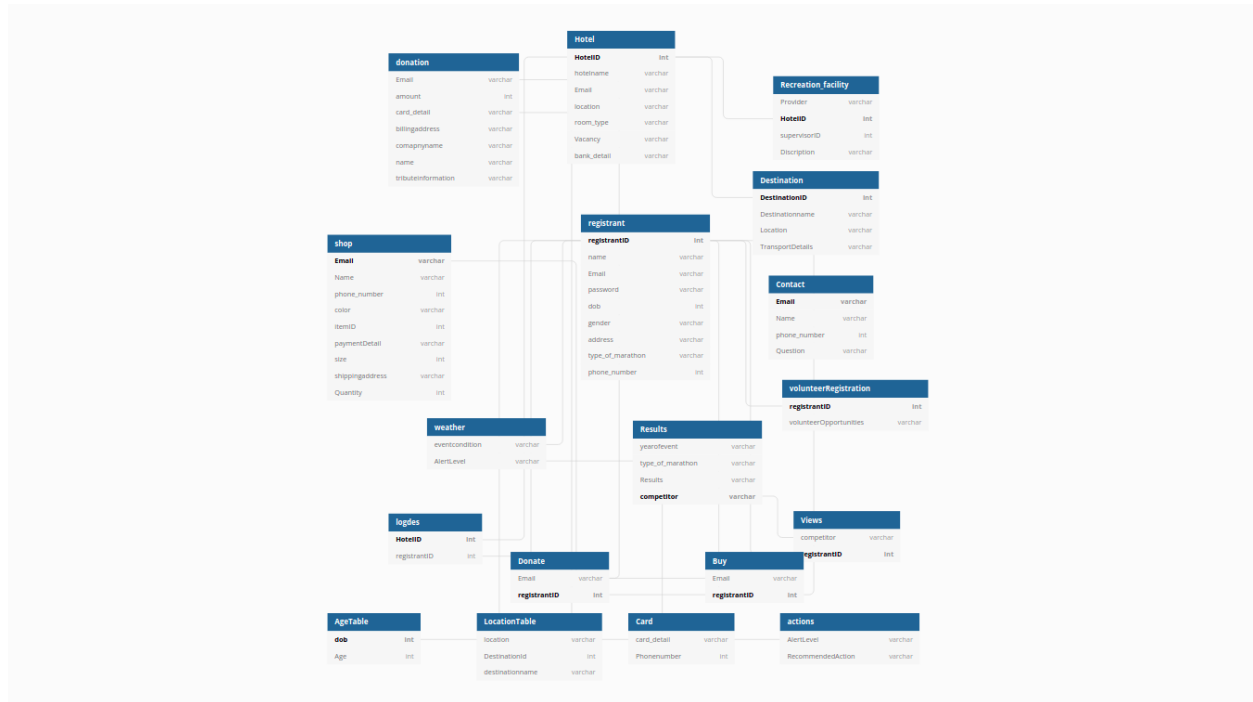 Hotel
HotelID int
hotelname varchar
Email varchar
location varchar
room_type varchar
Vacancy varchar
bank_detail varchar
donation
Email varchar
amount int
card_detail varchar
billingaddress varchar
comapnyname varchar
name varchar
tributeinformation varchar
Recreation_facility
Provider varchar
HotelID int
supervisorID int
Discription varchar
Destination
DestinationID int
Destinationname varchar
Location varchar
TransportDetails varchar
registrant
registrantID int
name varchar
Email varchar
password varchar
dob int
gender varchar
address varchar
type_of_marathon varchar
phone_number int
shop
Email varchar
Name varchar
phone_number int
color varchar
itemID int
paymentDetail varchar
size int
shippingaddress varchar
Quantity int
Contact
Email varchar
Name varchar
phone_number int
Question varchar
volunteerRegistration
registrantID int
volunteerOpportunities varchar
weather
eventcondition varchar
AlertLevel varchar
Results
yearofevent varchar
type_of_marathon varchar
Results varchar
competitor varchar
logdes
HotelID int
registrantID int
Views
competitor varchar
egistrantID int
Donate
Email varchar
registrantID int
Buy
Email varchar
registrantID int
AgeTable
dob int
Age int
LocationTable
location varchar
DestinationId int
destinationname varchar
Card
card_detail varchar
Phonenumber int
actions
AlertLevel varchar
RecommendedAction varchar